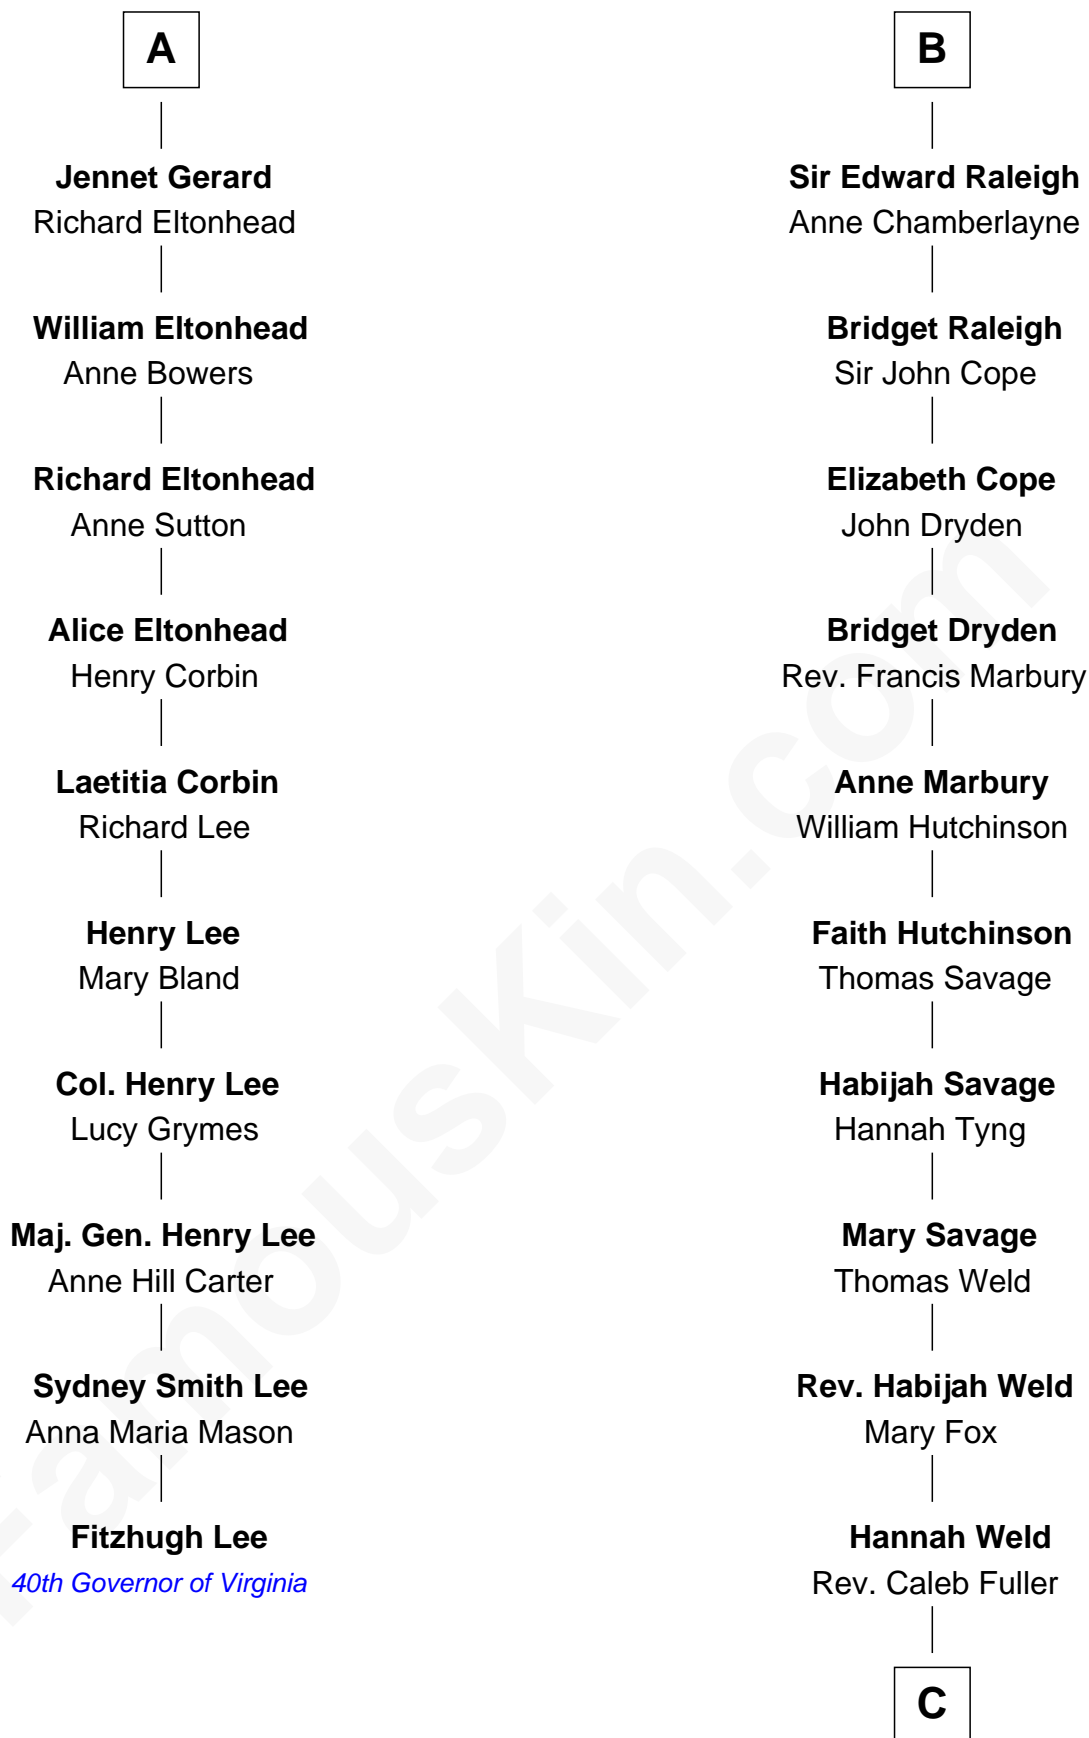 A
Jennet Gerard
Richard Eltonhead
William Eltonhead
Anne Bowers
Richard Eltonhead
Anne Sutton
Alice Eltonhead
Henry Corbin
Laetitia Corbin
Richard Lee
Henry Lee
Mary Bland
Col. Henry Lee
Lucy Grymes
Maj. Gen. Henry Lee
Anne Hill Carter
Sydney Smith Lee
Anna Maria Mason
Fitzhugh Lee
40th Governor of Virginia
B
Sir Edward Raleigh
Anne Chamberlayne
Bridget Raleigh
Sir John Cope
Elizabeth Cope
John Dryden
Bridget Dryden
Rev. Francis Marbury
Anne Marbury
William Hutchinson
Faith Hutchinson
Thomas Savage
Habijah Savage
Hannah Tyng
Mary Savage
Thomas Weld
Rev. Habijah Weld
Mary Fox
Hannah Weld
Rev. Caleb Fuller
C
FamousKin.com